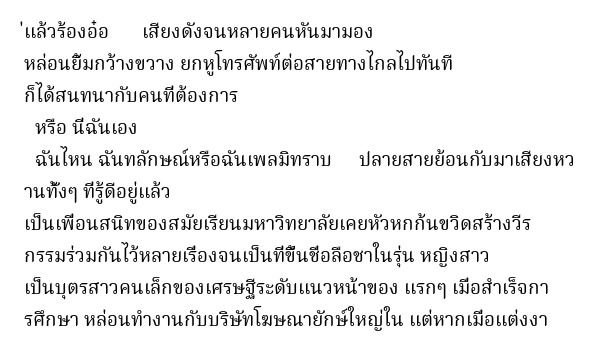 ่แล้วร้องอ๋อ เสียงดังจนหลายคนหันมามอง
หล่อนยิ้มกว้างขวาง ยกหูโทรศัพท์ต่อสายทางไกลไปทันที
ก็ได้สนทนากับคนที่ต้องการ
หรือ นี่ฉันเอง
ฉันไหน ฉันทลักษณ์หรือฉันเพลมิทราบ ปลายสายย้อนกลับมาเสียงหว
านทั้งๆ ที่รู้ดีอยู่แล้ว
เป็นเพื่อนสนิทของสมัยเรียนมหาวิทยาลัยเคยหัวหกก้นขวิดสร้างวีร
กรรมร่วมกันไว้หลายเรื่องจนเป็นที่ขึ้นชื่อลือชาในรุ่น หญิงสาว
เป็นบุตรสาวคนเล็กของเศรษฐีระดับแนวหน้าของ แรกๆ เมื่อสำเร็จกา
รศึกษา หล่อนทำงานกับบริษัทโฆษณายักษ์ใหญ่ใน แต่หากเมื่อแต่งงา